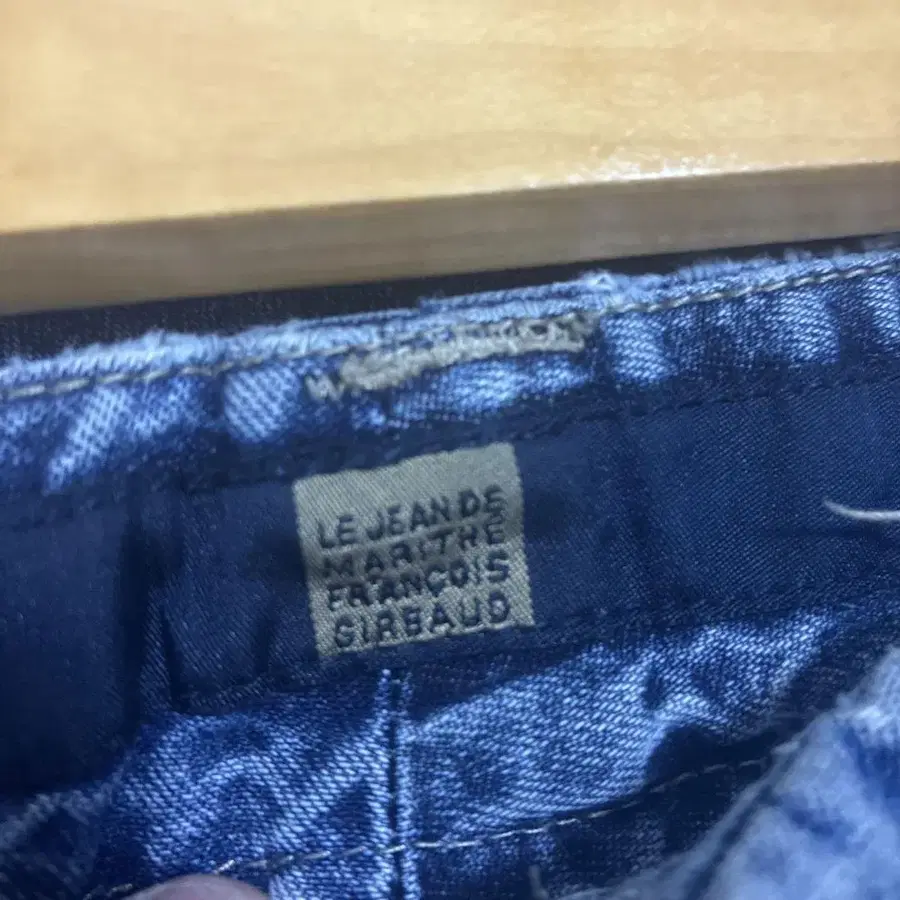 LE JEAN DE
MARITHE
FRANÇOIS
GIRBAUD